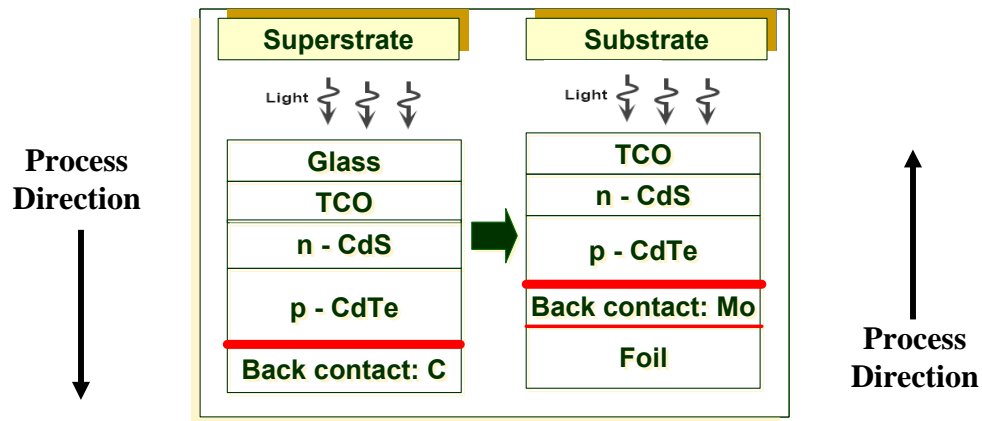 Superstrate
Substrate
Light
Light
Process
Direction
Glass
TCO
n - CdS
p - CdTe
Back contact: C
TCO
n - CdS
p - CdTe
Back contact: Mo
Foil
Process
Direction